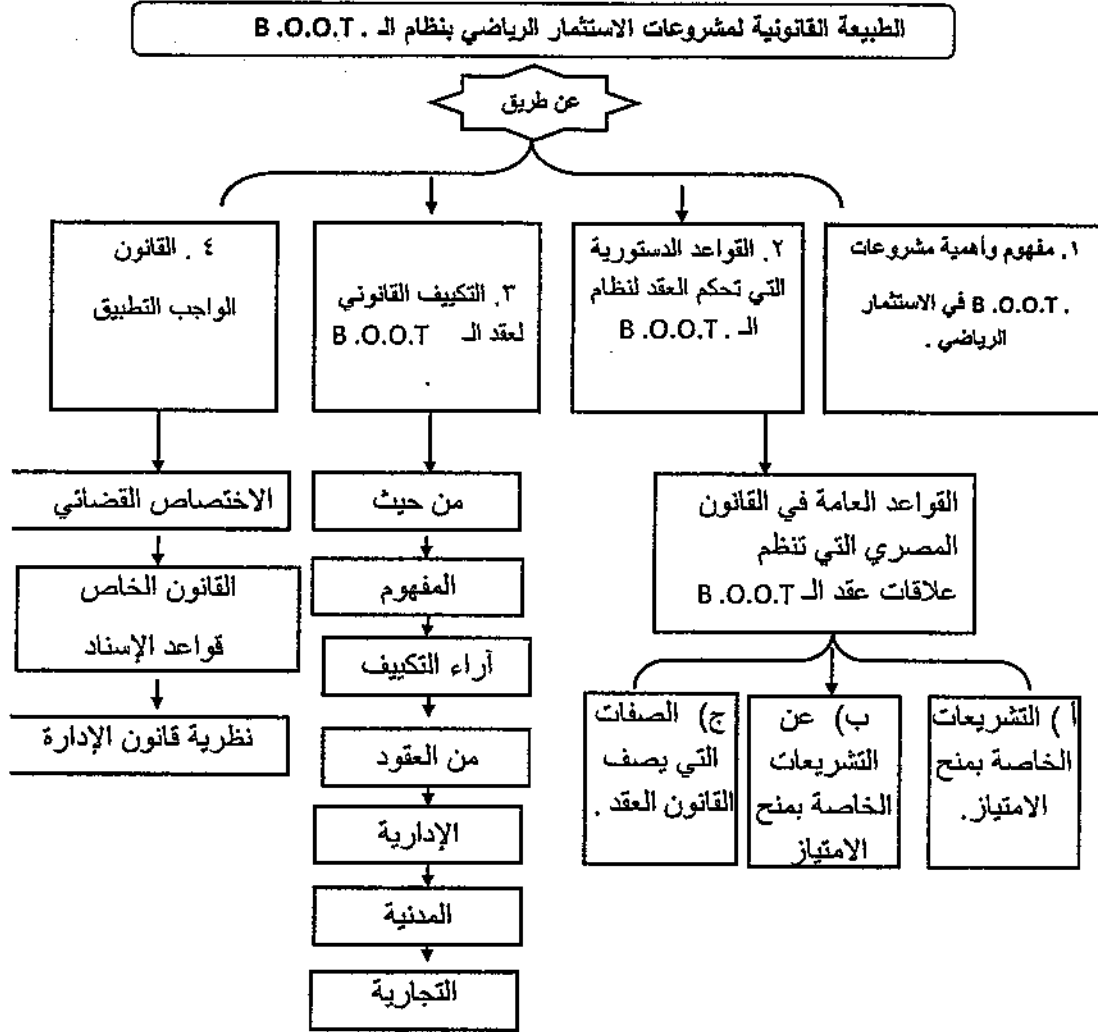 الطبيعة القانونية لمشروعات الاستثمار الرياضي بنظام الـ . B.O.O.T
عن طريق
١. مفهوم وأهمية مشروعات
. B.O.O.T في الاستثمار
الرياضي .
٢. القواعد الدستورية
التي تحكم العقد لنظام
الـ . B.O.O.T
٣. التكييف القانوني
لعقد الـ B.O.O.T
.
٤ . القانون
الواجب التطبيق
القواعد العامة في القانون
المصري التي تنظم
علاقات عقد الـ B.O.O.T
أ ) التشريعات
الخاصة بمنح
الامتياز.
ب) عن
التشريعات
الخاصة بمنح
الامتياز
ج) الصفات
التي يصف
القانون العقد .
من حيث
المفهوم
آراء التكييف
من العقود
الإدارية
المدنية
التجارية
الاختصاص القضائي
القانون الخاص
قواعد الإسناد
نظرية قانون الإدارة